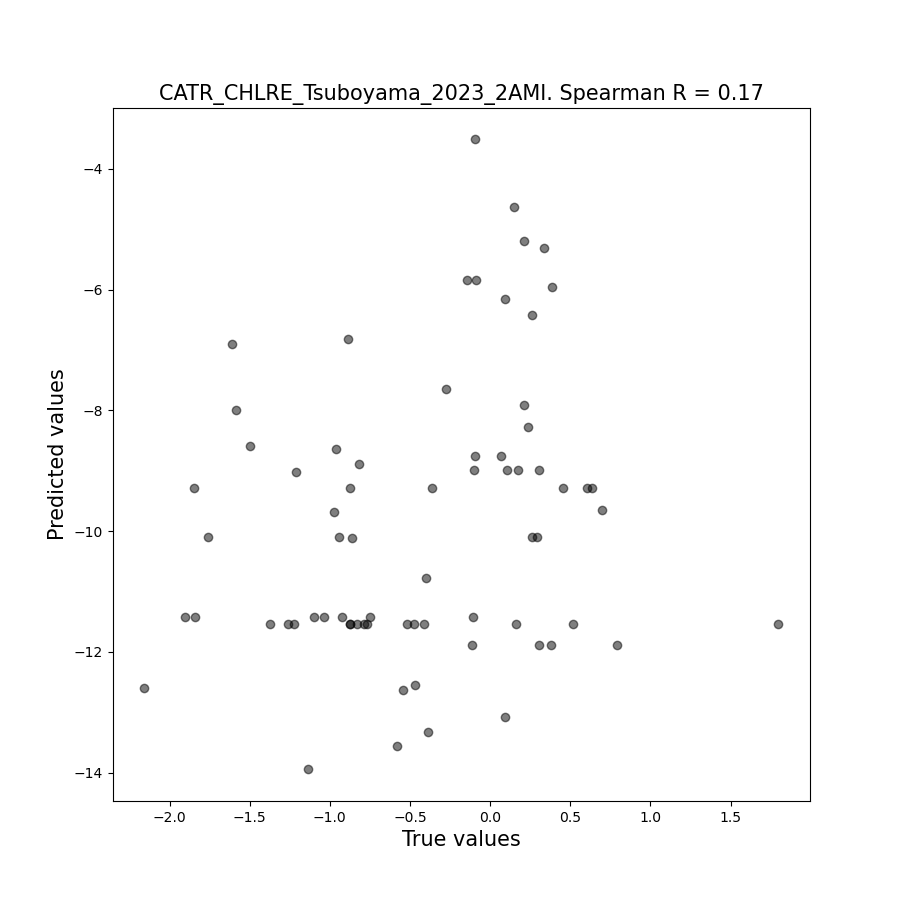 CATR_CHLRE_Tsuboyama_2023_2AMI. Spearman R = 0.17
−4
−6
−8
−10
−12
−14
Predicted values
−2.0 −1.5 −1.0 −0.5 0.0 0.5 1.0 1.5
True values